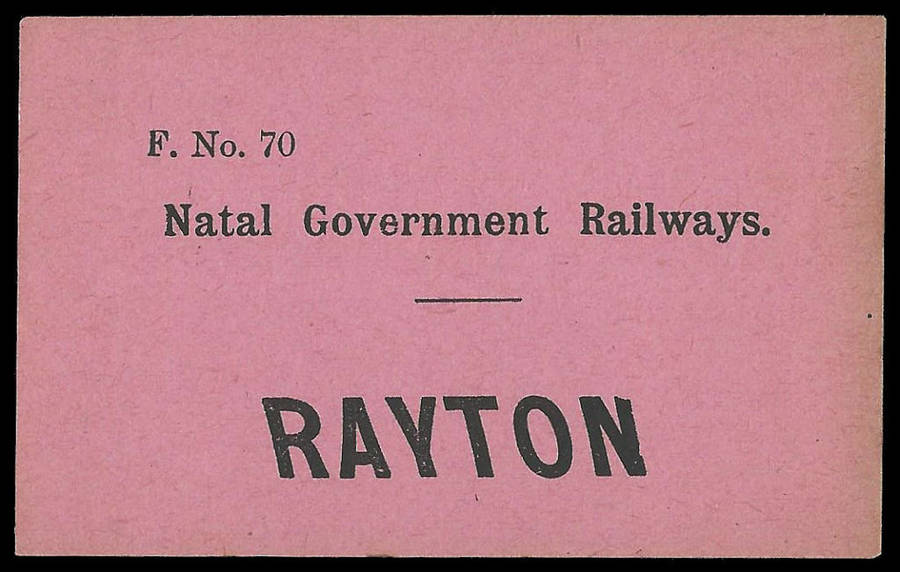 F. No. 70
Natal Government Railways.
RAYTON